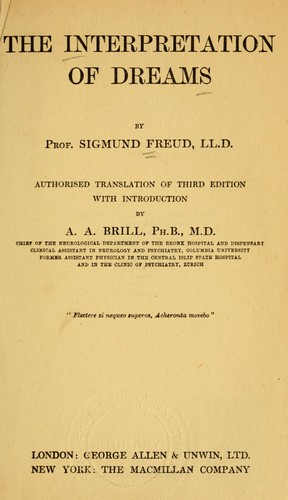 THE INTERPRETATION
OF DREAMS
BY
PROF. SIGMUND FREUD, LL.D.
AUTHORISED TRANSLATION OF THIRD EDITION
WITH INTRODUCTION
BY
A. A. BRILL, PH.B., M.D.
CHIEF OF THE NEUROLOGICAL DEPARTMENT OF THE BRONX HOSPITAL AND DISPENSARY
CLINICAL ASSISTANT IN NEUROLOGY AND PSYCHIATRY, COLUMBIA UNIVERSITY
FORMER ASSISTANT PHYSICIAN IN THE CENTRAL ISLIP STATE HOSPITAL
AND IN THE CLINIC OF PSYCHIATRY, ZÜRICH
"Flectere si nequeo superos, Acheronta movebo"
LONDON: GEORGE ALLEN & UNWIN, LTD.
NEW YORK: THE MACMILLAN COMPANY